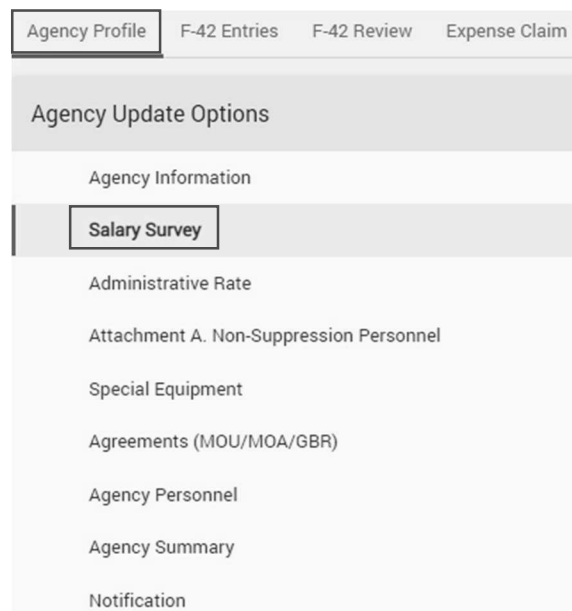 Agency Profile F-42 Entries F-42 Review Expense Claim
Agency Update Options
Agency Information
Salary Survey
Administrative Rate
Attachment A. Non-Suppression Personnel
Special Equipment
Agreements (MOU/MOA/GBR)
Agency Personnel
Agency Summary
Notification